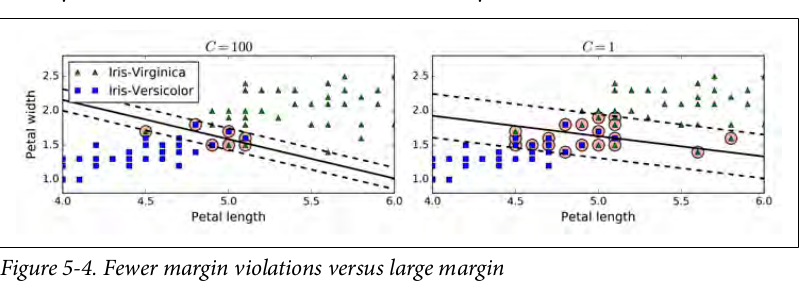 C = 100
C = 1
Iris-Virginica
Iris-Versicolor
Petal width
2.5
2.0
1.5
1.0
2.5
2.0
1.5
1.0
4.0 4.5 5.0 5.5 6.0
4.0 4.5 5.0 5.5 6.0
Petal length
Petal length
Figure 5-4. Fewer margin violations versus large margin